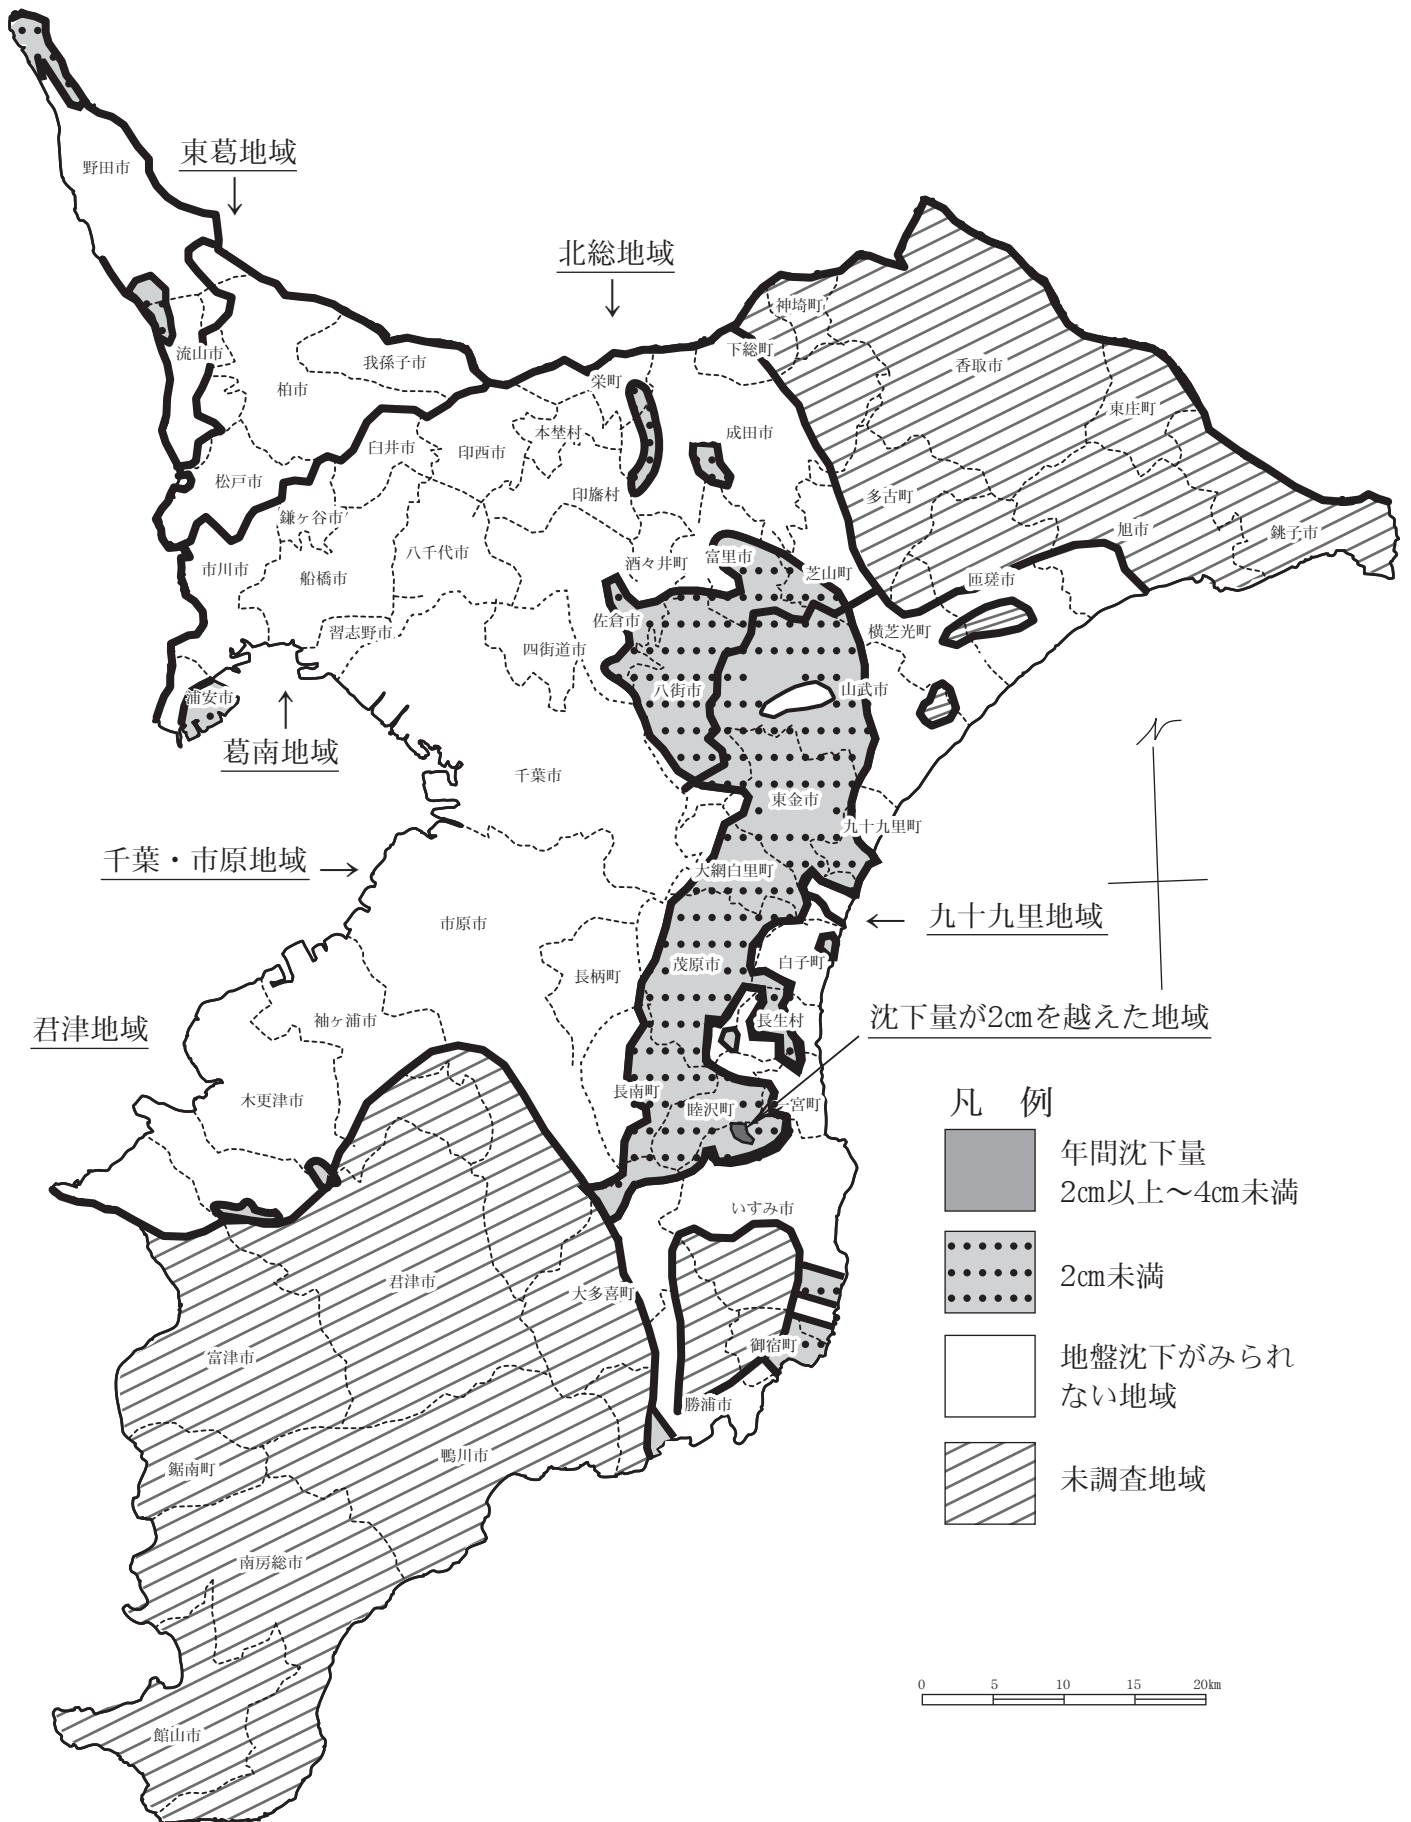 野田市
東葛地域
北総地域
神埼町
下総町
香取市
流山市
我孫子市
柏市
栄町
東庄町
成田市
本埜村
臼井市
印西市
松戸市
印旛村
多古町
鎌ヶ谷市
旭市
銚子市
八千代市
市川市
船橋市
酒々井町
富里市
芝山町
匝瑳市
佐倉市
習志野市
横芝光町
四街道市
八街市
山武市
浦安市
葛南地域
千葉市
東金市
九十九里町
千葉・市原地域
大網白里町
九十九里地域
市原市
長柄町
茂原市
白子町
袖ヶ浦市
長生村
沈下量が2㎝を越えた地域
君津地域
木更津市
長南町
睦沢町
一宮町
凡 例
年間沈下量
2㎝以上～4㎝未満
いすみ市
2㎝未満
君津市
大多喜町
富津市
御宿町
地盤沈下がみられ
ない地域
勝浦市
鴨川市
鋸南町
未調査地域
南房総市
館山市
0 5 10 15 20㎞